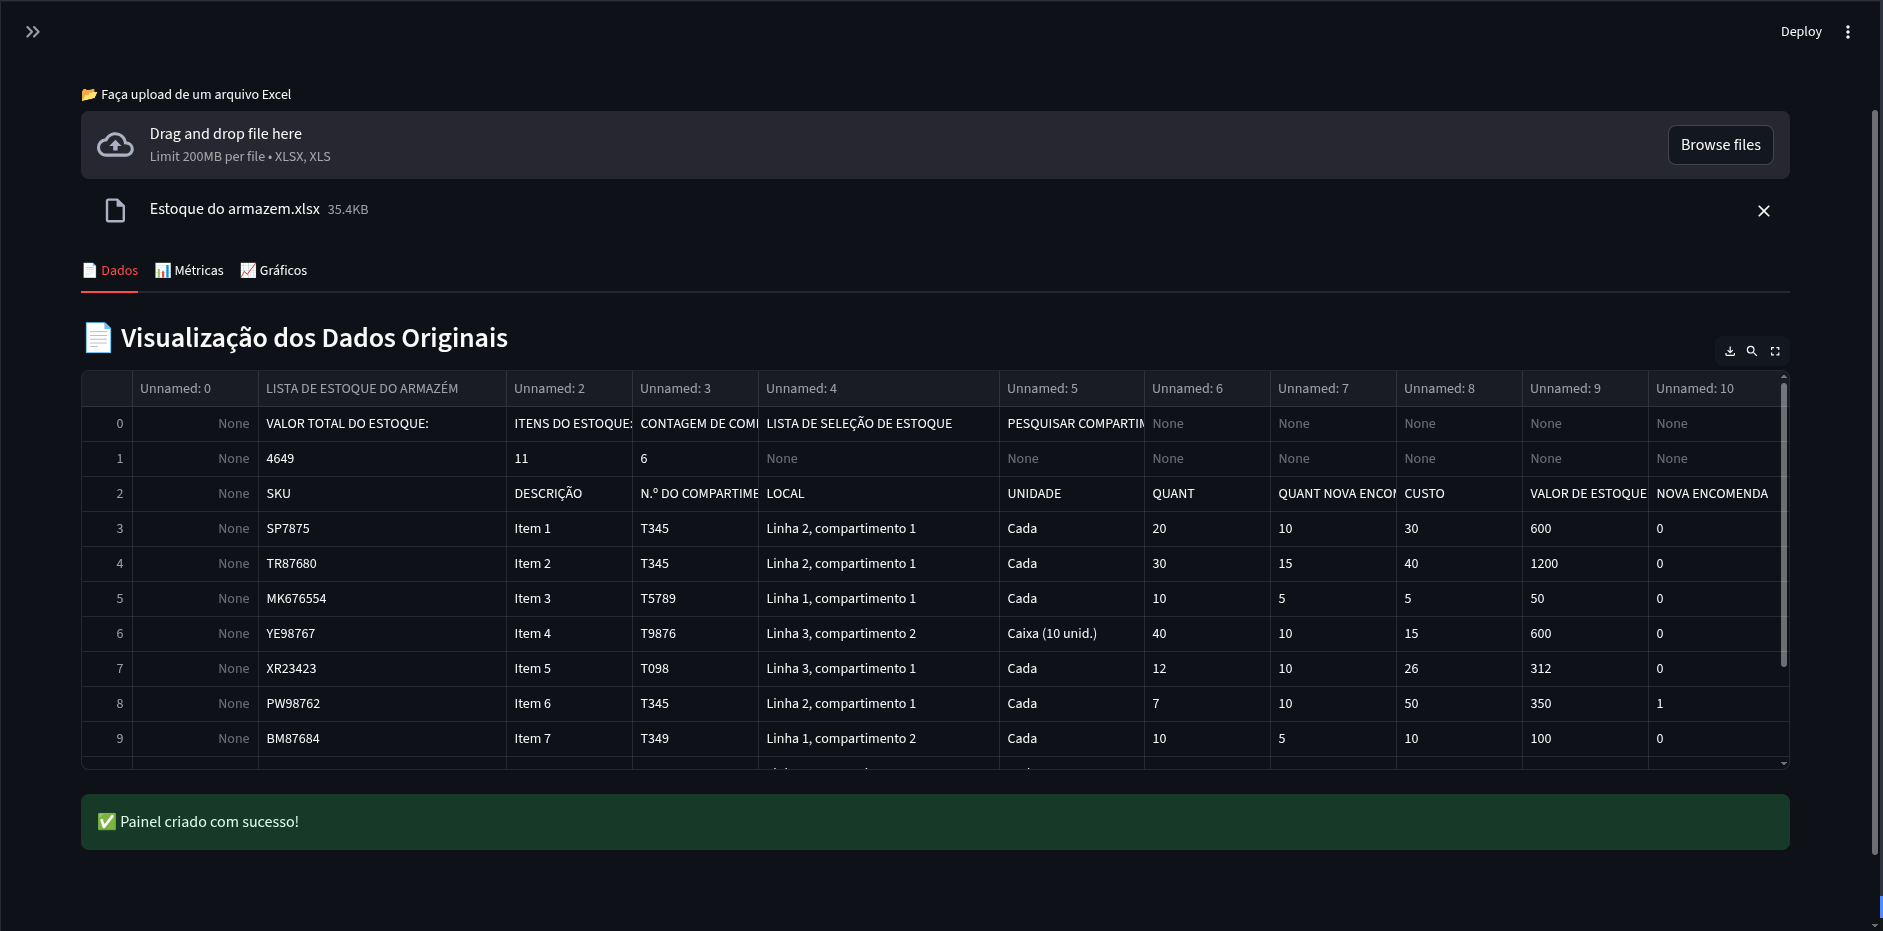 Deploy
📂 Faça upload de um arquivo Excel
Drag and drop file here
Limit 200MB per file • XLSX, XLS
Browse files
Estoque do armazem.xlsx 35.4KB
📄 Dados 📊 Métricas 📈 Gráficos
📄 Visualização dos Dados Originais
Unnamed: 0 LISTA DE ESTOQUE DO ARMAZÉM Unnamed: 2 Unnamed: 3 Unnamed: 4 Unnamed: 5 Unnamed: 6 Unnamed: 7 Unnamed: 8 Unnamed: 9 Unnamed: 10
0 None VALOR TOTAL DO ESTOQUE: ITENS DO ESTOQUE: CONTAGEM DE COM LISTA DE SELEÇÃO DE ESTOQUE PESQUISAR COMPARTIM None None None None None
1 None 4649 11 6 None None None None None None None
2 None SKU DESCRIÇÃO N.º DO COMPARTIME LOCAL UNIDADE QUANT QUANT NOVA ENCOM CUSTO VALOR DE ESTOQUE NOVA ENCOMENDA
3 None SP7875 Item 1 T345 Linha 2, compartimento 1 Cada 20 10 30 600 0
4 None TR87680 Item 2 T345 Linha 2, compartimento 1 Cada 30 15 40 1200 0
5 None MK676554 Item 3 T5789 Linha 1, compartimento 1 Cada 10 5 5 50 0
6 None YE98767 Item 4 T9876 Linha 3, compartimento 2 Caixa (10 unid.) 40 10 15 600 0
7 None XR23423 Item 5 T098 Linha 3, compartimento 1 Cada 12 10 26 312 0
8 None PW98762 Item 6 T345 Linha 2, compartimento 1 Cada 7 10 50 350 1
9 None BM87684 Item 7 T349 Linha 1, compartimento 2 Cada 10 5 10 100 0
✅ Painel criado com sucesso!